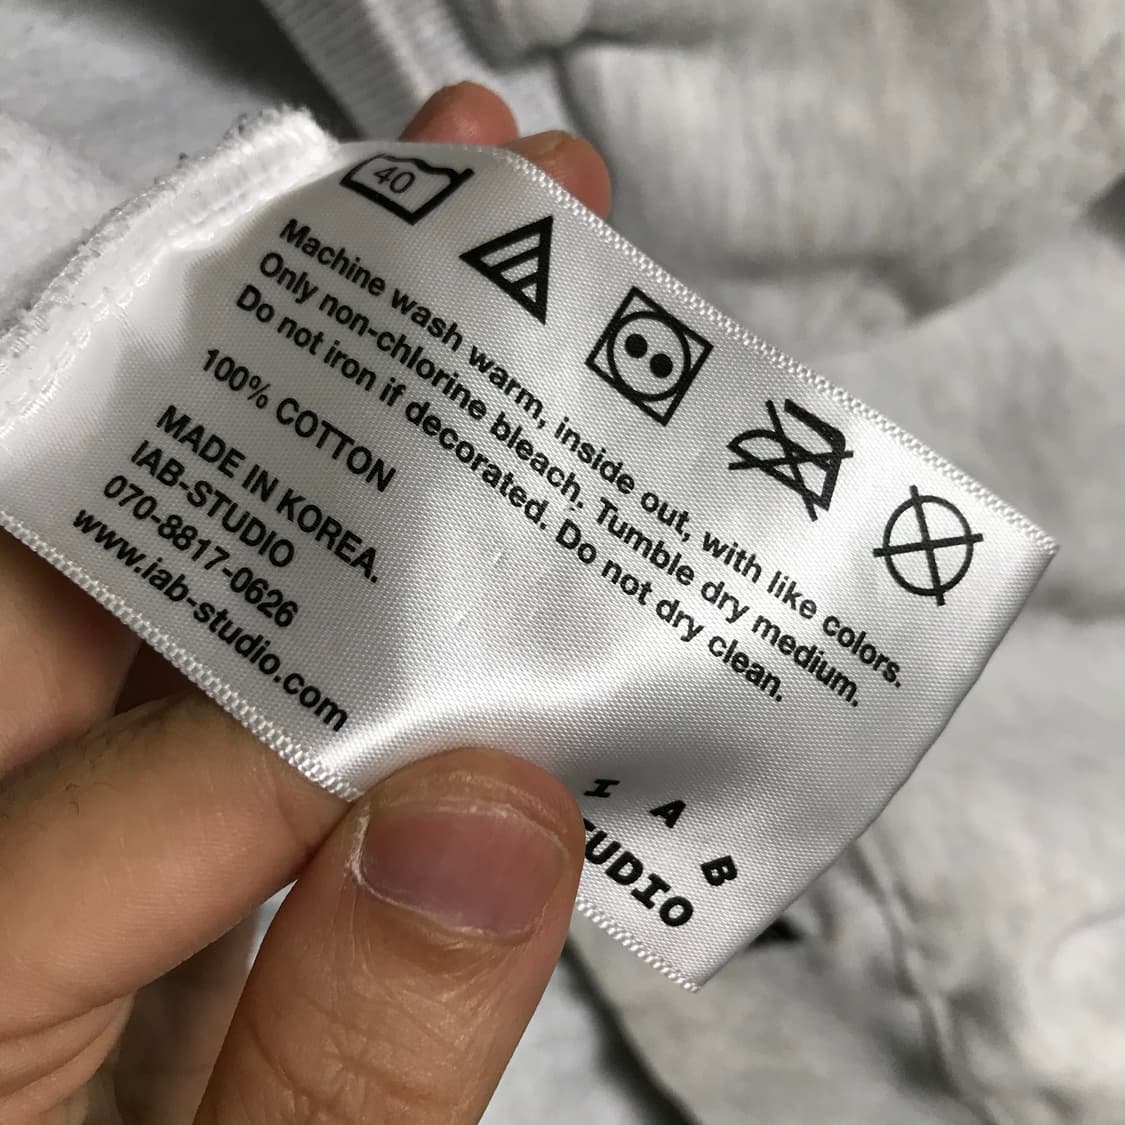 40
Machine wash warm, inside out, with like colors.
Only non-chlorine bleach. Tumble dry medium.
Do not iron if decorated. Do not dry clean.
100% COTTON
MADE IN KOREA.
IAB-STUDIO
070-8817-0626
www.iab-studio.com
I A B
TUDIO